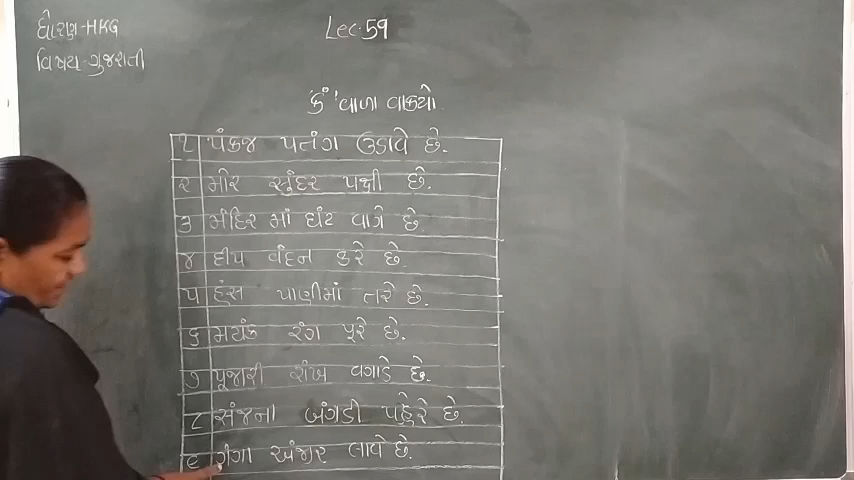 ધોરણ-HKG
Lec-59
વિષય-ગુજરાતી
'કં' વાળા વાક્યો
૧ પંકજ પતંગ ઉડાવે છે.
૨ મોર સુંદર પક્ષી છે.
૩ મંદિર માં ઘંટ વાગે છે.
૪ દીપ વંદન કરે છે.
૫ હંસ પાણીમાં તરે છે.
૬ મયંક રંગ પૂરે છે.
૭ પૂજારી શંખ વગાડે છે.
૮ સંજના બંગડી પહેરે છે.
૯ ગંગા ખંજર લાવે છે.